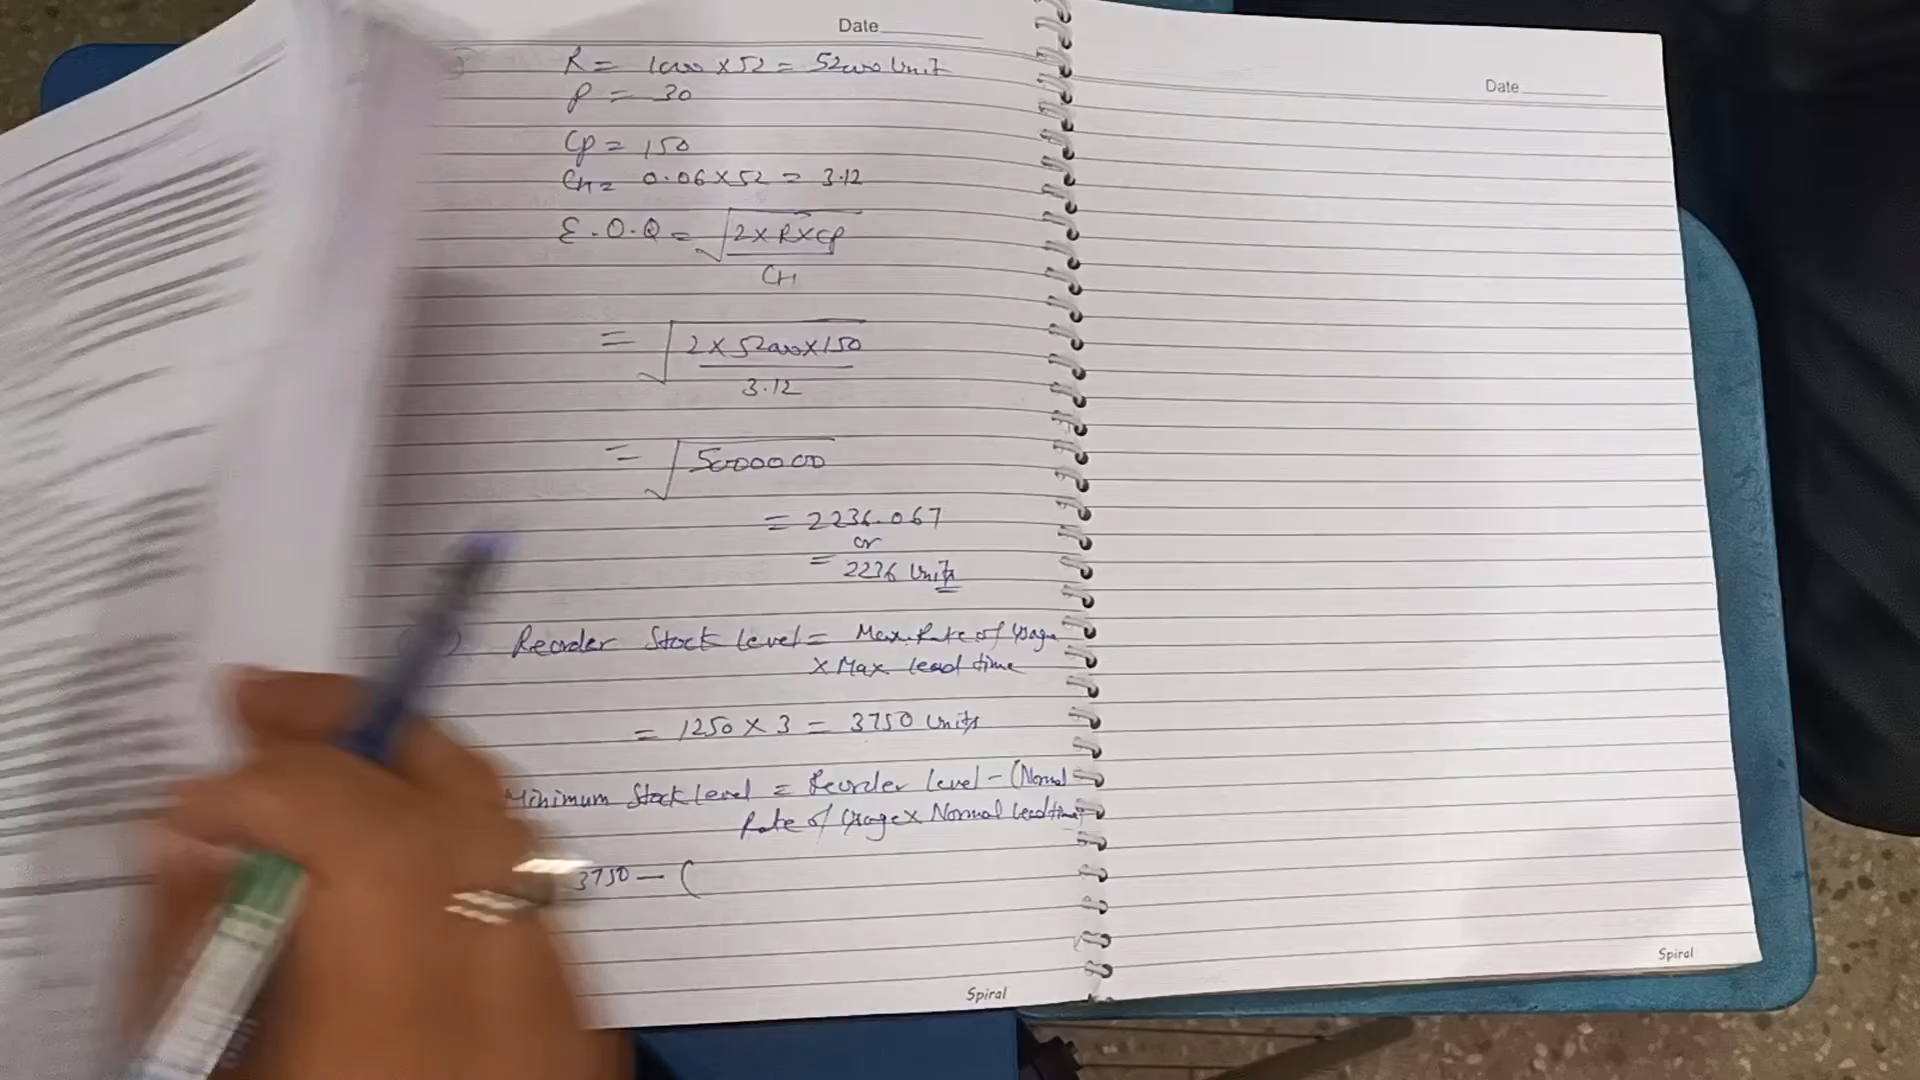 Date
R = 1000 x 52 = 52000 Unit
P = 30
Cp = 150
CH = 0.06 x 52 = 3.12
E.O.Q = √2 x R x Cp
CH
= √2 x 52000 x 150
3.12
= √5000000
= 2236.067
or
= 2236 Units
Reorder Stock level = Max. Rate of Usage
x Max lead time
= 1250 x 3 = 3750 Units
Minimum Stock level = Reorder level - (Normal
Rate of Usage x Normal Lead time
3750 - (
Spiral
Date
Spiral